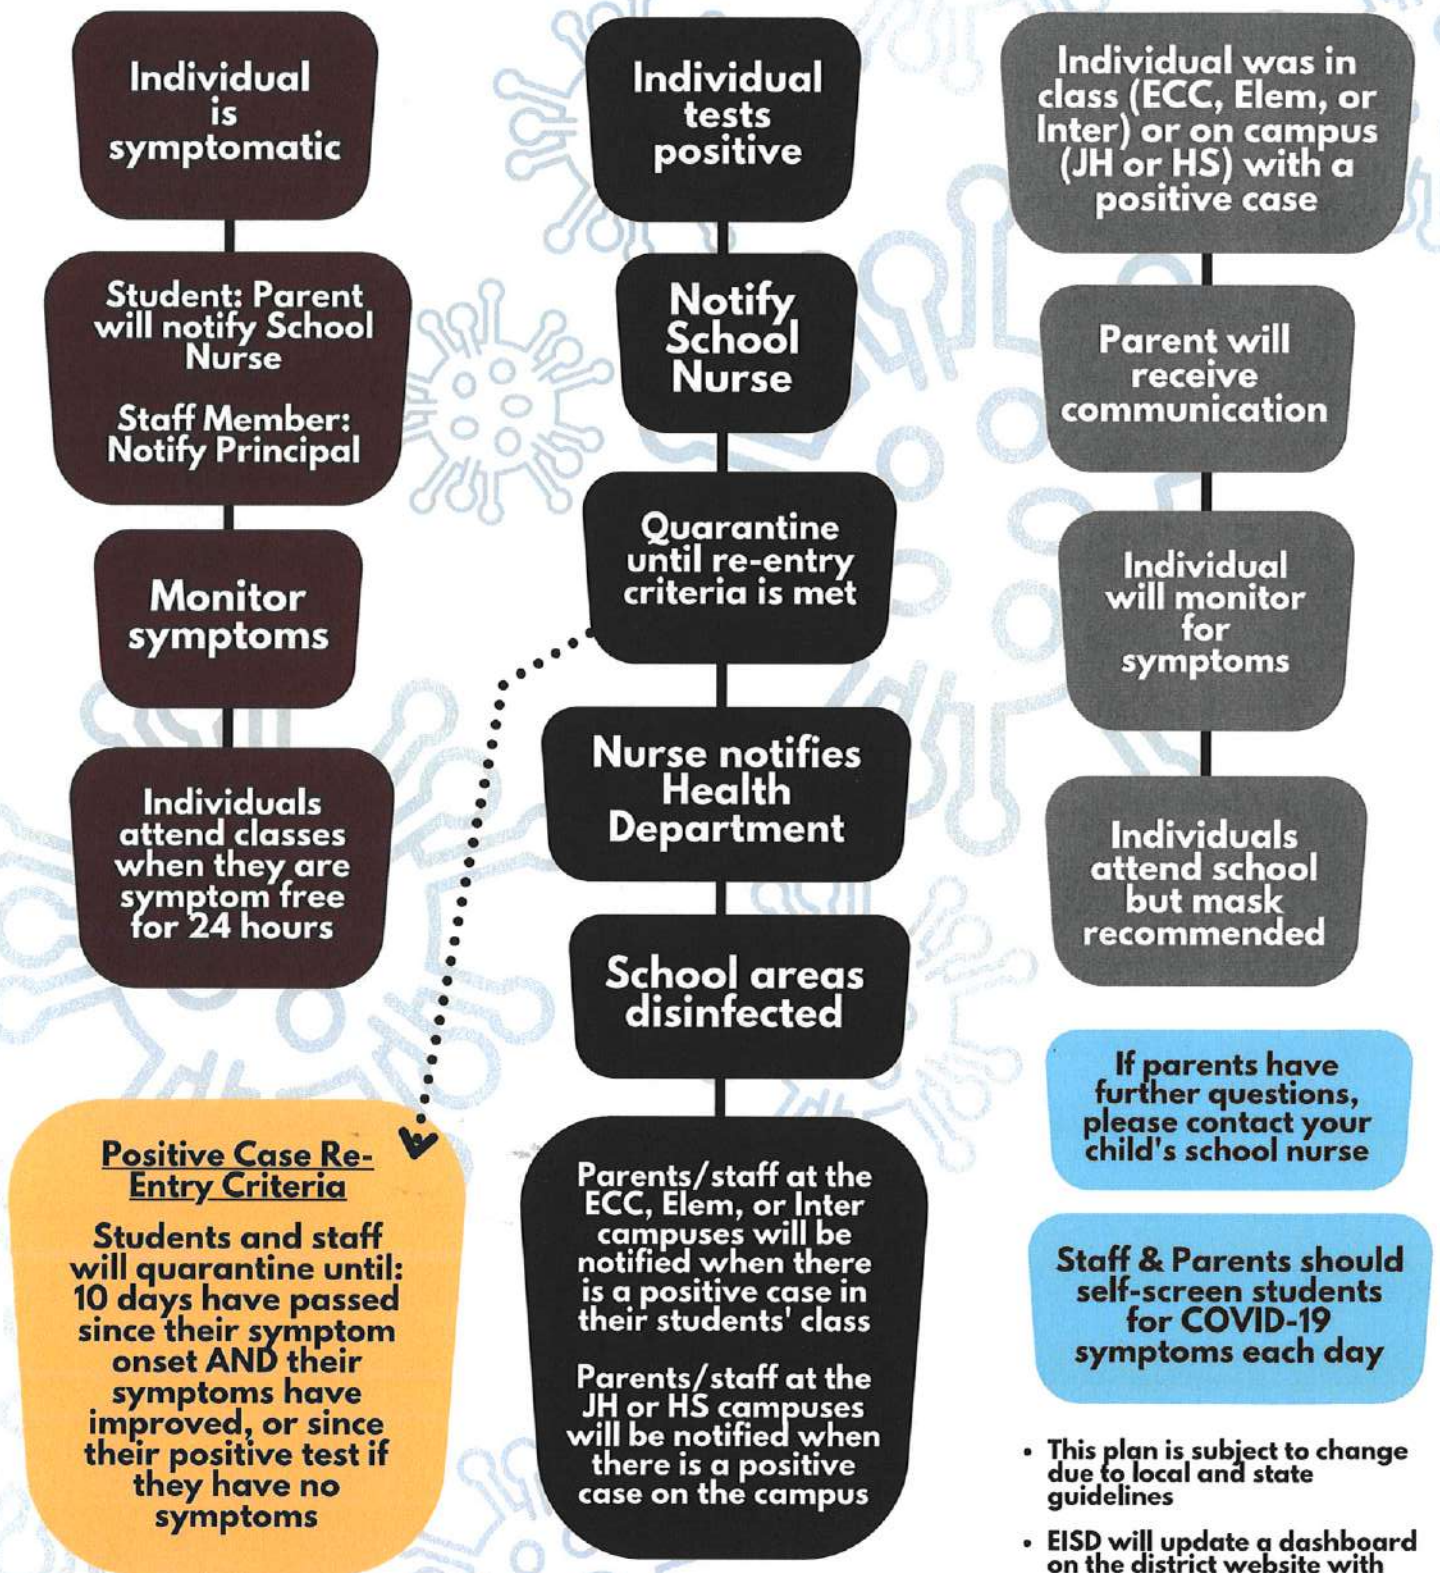 Individual
is
symptomatic
Student: Parent
will notify School
Nurse
Staff Member:
Notify Principal
Monitor
symptoms
Individuals
attend classes
when they are
symptom free
for 24 hours
Positive Case Re-
Entry Criteria
Students and staff
will quarantine until:
10 days have passed
since their symptom
onset AND their
symptoms have
improved, or since
their positive test if
they have no
symptoms
Individual
tests
positive
Notify
School
Nurse
Quarantine
until re-entry
criteria is met
Nurse notifies
Health
Department
School areas
disinfected
Parents/staff at the
ECC, Elem, or Inter
campuses will be
notified when there
is a positive case in
their students' class
Parents/staff at the
JH or HS campuses
will be notified when
there is a positive
case on the campus
Individual was in
class (ECC, Elem, or
Inter) or on campus
(JH or HS) with a
positive case
Parent will
receive
communication
Individual
will monitor
for
symptoms
Individuals
attend school
but mask
recommended
If parents have
further questions,
please contact your
child's school nurse
Staff & Parents should
self-screen students
for COVID-19
symptoms each day
• This plan is subject to change
due to local and state
guidelines
• EISD will update a dashboard
on the district website with